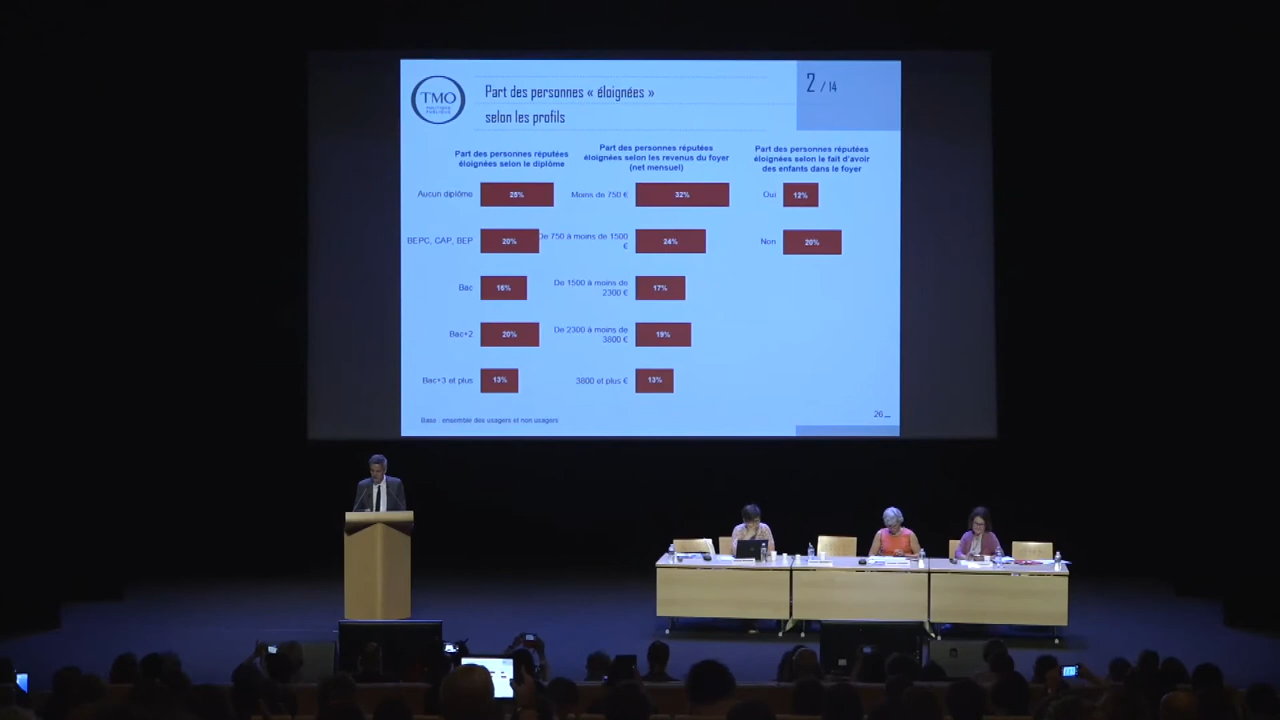 TMO
POLITIQUES
PUBLIQUES
Part des personnes « éloignées »
selon les profils
2 / 14
Part des personnes réputées
éloignées selon le diplôme
Aucun diplôme 25%
BEPC, CAP, BEP 20%
Bac 16%
Bac+2 20%
Bac+3 et plus 13%
Part des personnes réputées
éloignées selon les revenus du foyer
(net mensuel)
Moins de 750 € 32%
De 750 à moins de 1500
€ 24%
De 1500 à moins de
2300 € 17%
De 2300 à moins de
3800 € 19%
3800 et plus € 13%
Part des personnes réputées
éloignées selon le fait d'avoir
des enfants dans le foyer
Oui 12%
Non 20%
Base : ensemble des usagers et non usagers
26